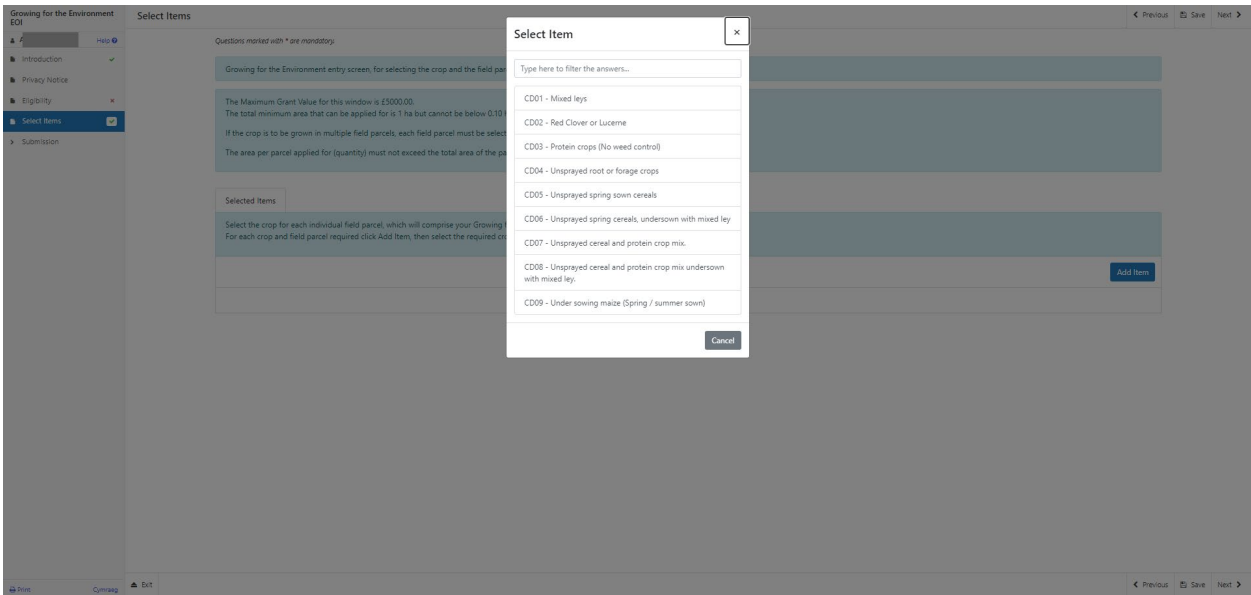 Growing for the Environment
EOI
Help
Introduction
Privacy Notice
Eligibility
Select Items
Submission
Print
Cymraeg
Select Items
Previous
Save
Next
Questions marked with * are mandatory.
Growing for the Environment entry screen, for selecting the crop and the field par
The Maximum Grant Value for this window is £5000.00.
The total minimum area that can be applied for is 1 ha but cannot be below 0.10
If the crop is to be grown in multiple field parcels, each field parcel must be select
The area per parcel applied for (quantity) must not exceed the total area of the pa
Selected Items
Select the crop for each individual field parcel, which will comprise your Growing
For each crop and field parcel required click Add Item, then select the required cr
Add Item
Select Item
×
Type here to filter the answers...
CD01 - Mixed leys
CD02 - Red Clover or Lucerne
CD03 - Protein crops (No weed control)
CD04 - Unsprayed root or forage crops
CD05 - Unsprayed spring sown cereals
CD06 - Unsprayed spring cereals, undersown with mixed ley
CD07 - Unsprayed cereal and protein crop mix.
CD08 - Unsprayed cereal and protein crop mix undersown
with mixed ley.
CD09 - Under sowing maize (Spring / summer sown)
Cancel
Exit
Previous
Save
Next